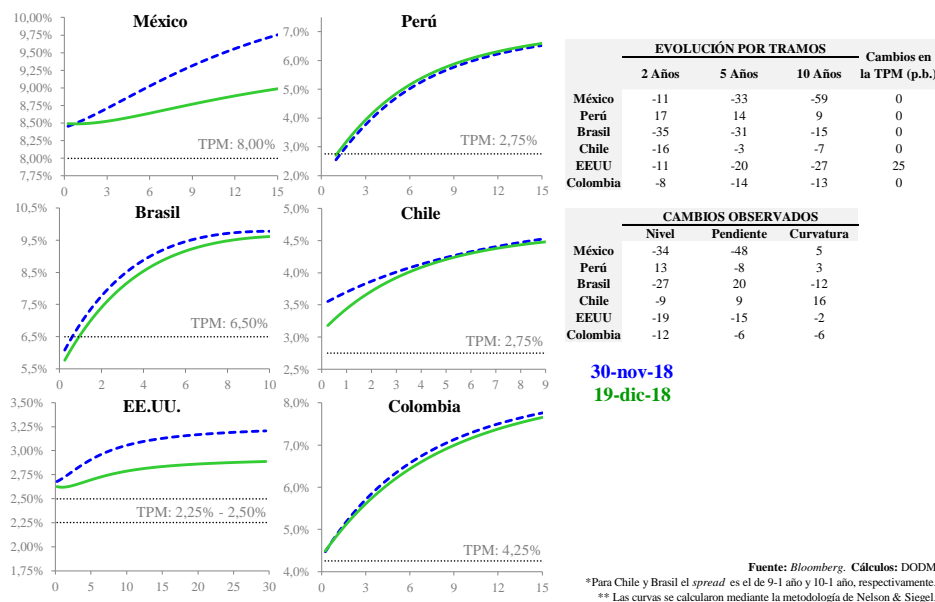 México
10,00%
9,75%
9,50%
9,25%
9,00%
8,75%
8,50%
8,25%
8,00%
7,75%
TPM: 8,00%
0 3 6 9 12 15
Perú
7,0%
6,0%
5,0%
4,0%
3,0%
2,0%
TPM: 2,75%
0 3 6 9 12 15
Brasil
10,5%
9,5%
8,5%
7,5%
6,5%
5,5%
TPM: 6,50%
0 2 4 6 8 10
Chile
5,0%
4,5%
4,0%
3,5%
3,0%
2,5%
TPM: 2,75%
0 1 2 3 4 5 6 7 8 9
EE.UU.
3,50%
3,25%
3,00%
2,75%
2,50%
2,25%
2,00%
1,75%
TPM: 2,25% - 2,50%
0 5 10 15 20 25 30
Colombia
8,0%
7,0%
6,0%
5,0%
4,0%
TPM: 4,25%
0 3 6 9 12 15
EVOLUCIÓN POR TRAMOS Cambios en
2 Años 5 Años 10 Años la TPM (p.b.)
México -11 -33 -59 0
Perú 17 14 9 0
Brasil -35 -31 -15 0
Chile -16 -3 -7 0
EEUU -11 -20 -27 25
Colombia -8 -14 -13 0
CAMBIOS OBSERVADOS
Nivel Pendiente Curvatura
México -34 -48 5
Perú 13 -8 3
Brasil -27 20 -12
Chile -9 9 16
EEUU -19 -15 -2
Colombia -12 -6 -6
30-nov-18
19-dic-18
Fuente: Bloomberg. Cálculos: DODM
*Para Chile y Brasil el spread es el de 9-1 año y 10-1 año, respectivamente.
** Las curvas se calcularon mediante la metodología de Nelson & Siegel.